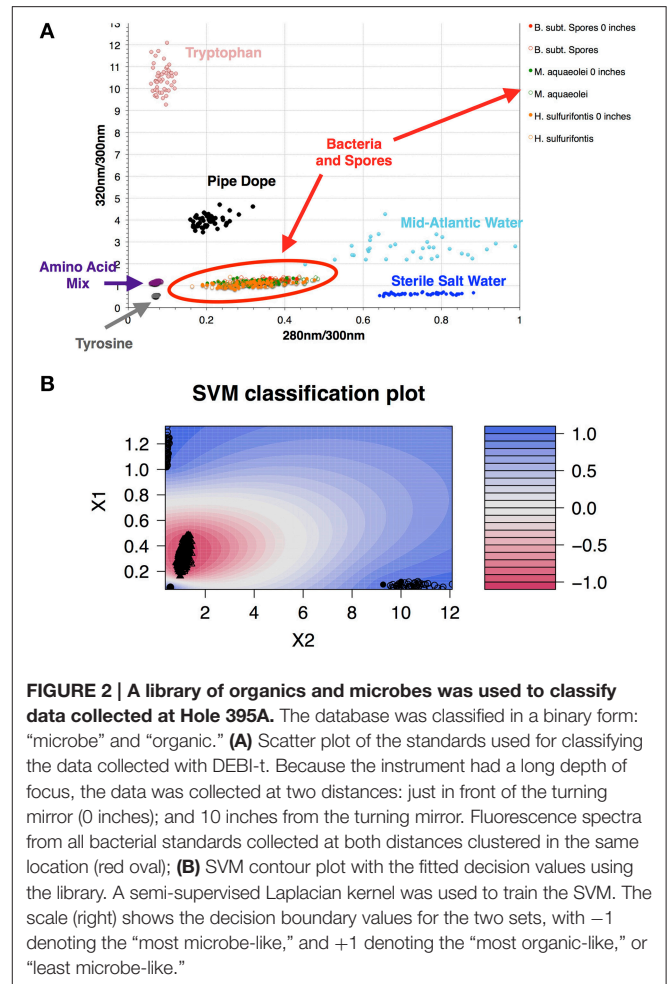 A
320nm/300nm
13
12
11
10
9
8
7
6
5
4
3
2
1
0
Tryptophan
Pipe Dope
Bacteria
and Spores
Mid-Atlantic Water
Sterile Salt Water
Amino Acid
Mix
Tyrosine
0 0.2 0.4 0.6 0.8 1
280nm/300nm
B. subt. Spores 0 inches
B. subt. Spores
M. aquaeolei 0 inches
M. aquaeolei
H. sulfurifontis 0 inches
H. sulfurifontis
B
SVM classification plot
X1
1.2
1.0
0.8
0.6
0.4
0.2
2 4 6 8 10 12
X2
1.0
0.5
0.0
−0.5
−1.0
FIGURE 2 | A library of organics and microbes was used to classify
data collected at Hole 395A. The database was classified in a binary form:
“microbe” and “organic.” (A) Scatter plot of the standards used for classifying
the data collected with DEBI-t. Because the instrument had a long depth of
focus, the data was collected at two distances: just in front of the turning
mirror (0 inches); and 10 inches from the turning mirror. Fluorescence spectra
from all bacterial standards collected at both distances clustered in the same
location (red oval); (B) SVM contour plot with the fitted decision values using
the library. A semi-supervised Laplacian kernel was used to train the SVM. The
scale (right) shows the decision boundary values for the two sets, with −1
denoting the “most microbe-like,” and +1 denoting the “most organic-like,” or
“least microbe-like.”